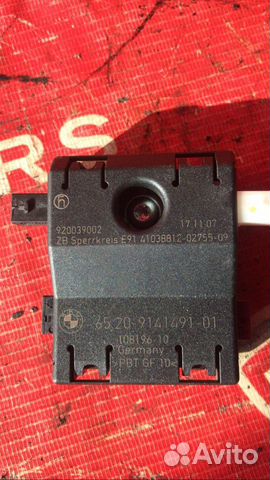 ERS
h
17.11.07
920039002
ZB Sperrkreis E91 41038812-02755-09
65.20-9141491-01
108196-10
Germany
>PBT GF 10<
Avito